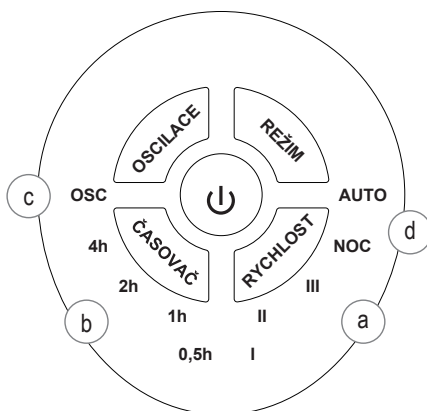 OSCILACE
REŽIM
c
OSC
AUTO
d
4h
ČASOVAČ
RYCHLOST
NOC
2h
III
b
1h
II
a
0,5h
I